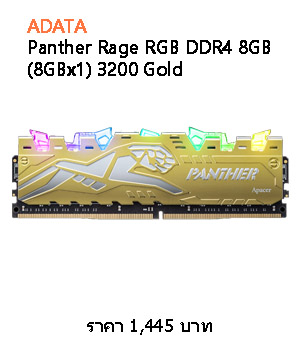 ADATA
Panther Rage RGB DDR4 8GB
(8GBx1) 3200 Gold
PANTHER
Apacer
ราคา 1,445 บาท